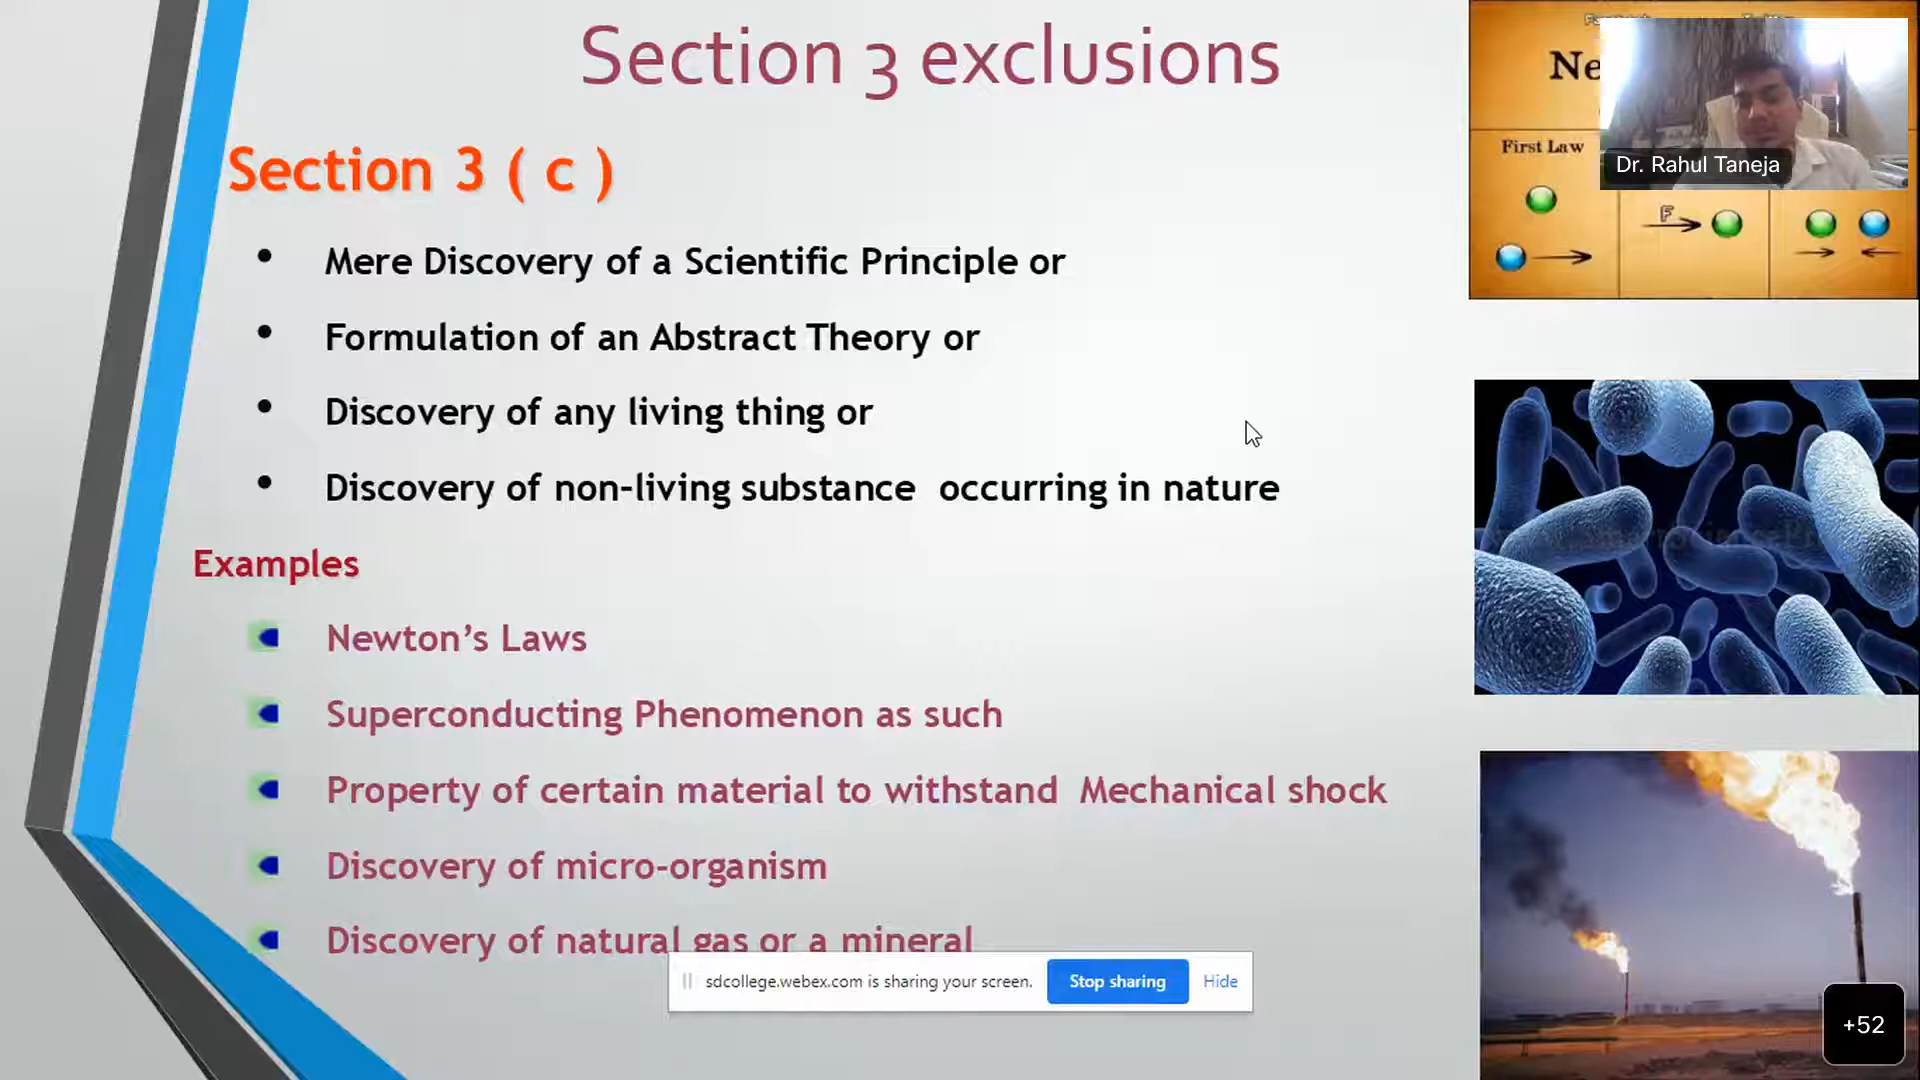 Section 3 exclusions
Section 3 ( c )
Mere Discovery of a Scientific Principle or
Formulation of an Abstract Theory or
Discovery of any living thing or
Discovery of non-living substance occurring in nature
Examples
Newton’s Laws
Superconducting Phenomenon as such
Property of certain material to withstand Mechanical shock
Discovery of micro-organism
Discovery of natural gas or a mineral
sdcollege.webex.com is sharing your screen.
Stop sharing
Hide
Ne
First Law
Dr. Rahul Taneja
F
+52